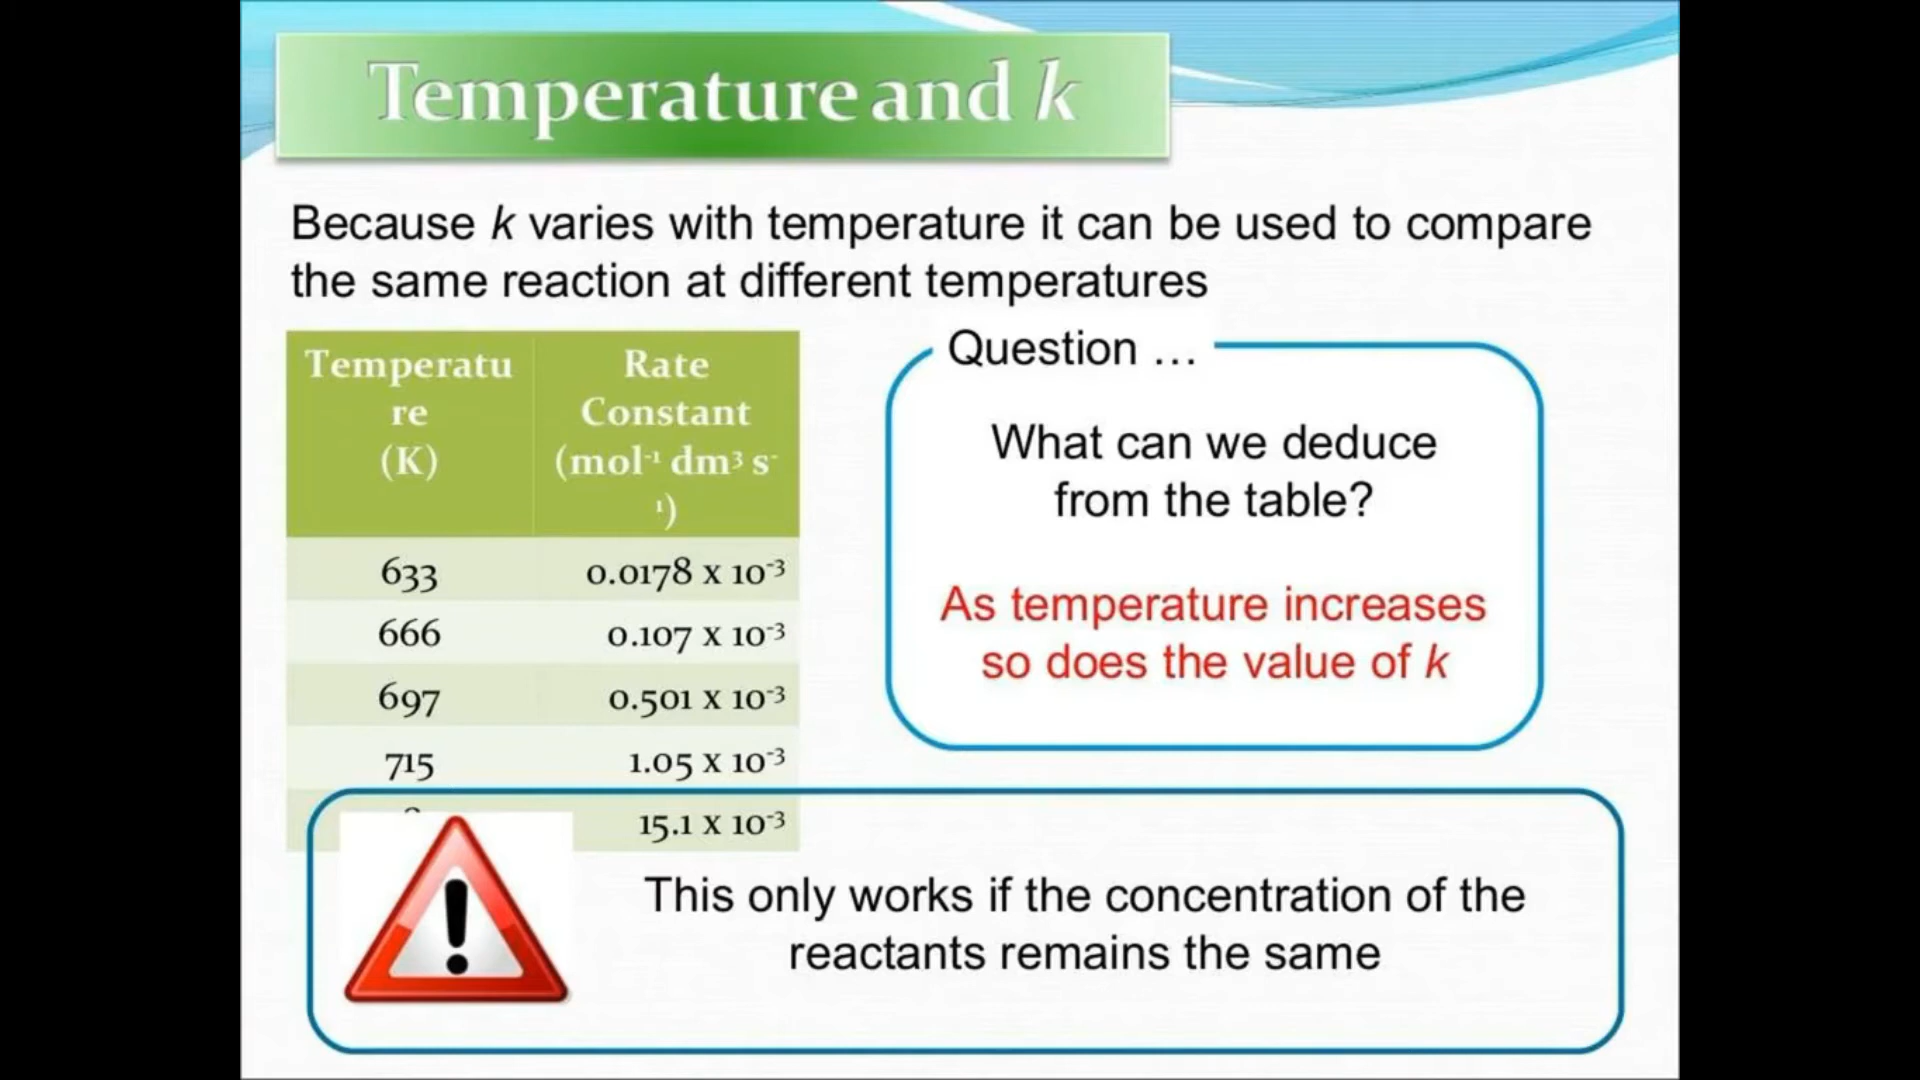 Temperature and k
Because k varies with temperature it can be used to compare
the same reaction at different temperatures
Temperatu
re
(K)
Rate
Constant
(mol⁻¹ dm³ s⁻
¹)
633 0.0178 x 10⁻³
666 0.107 x 10⁻³
697 0.501 x 10⁻³
715 1.05 x 10⁻³
15.1 x 10⁻³
Question …
What can we deduce
from the table?
As temperature increases
so does the value of k
This only works if the concentration of the
reactants remains the same